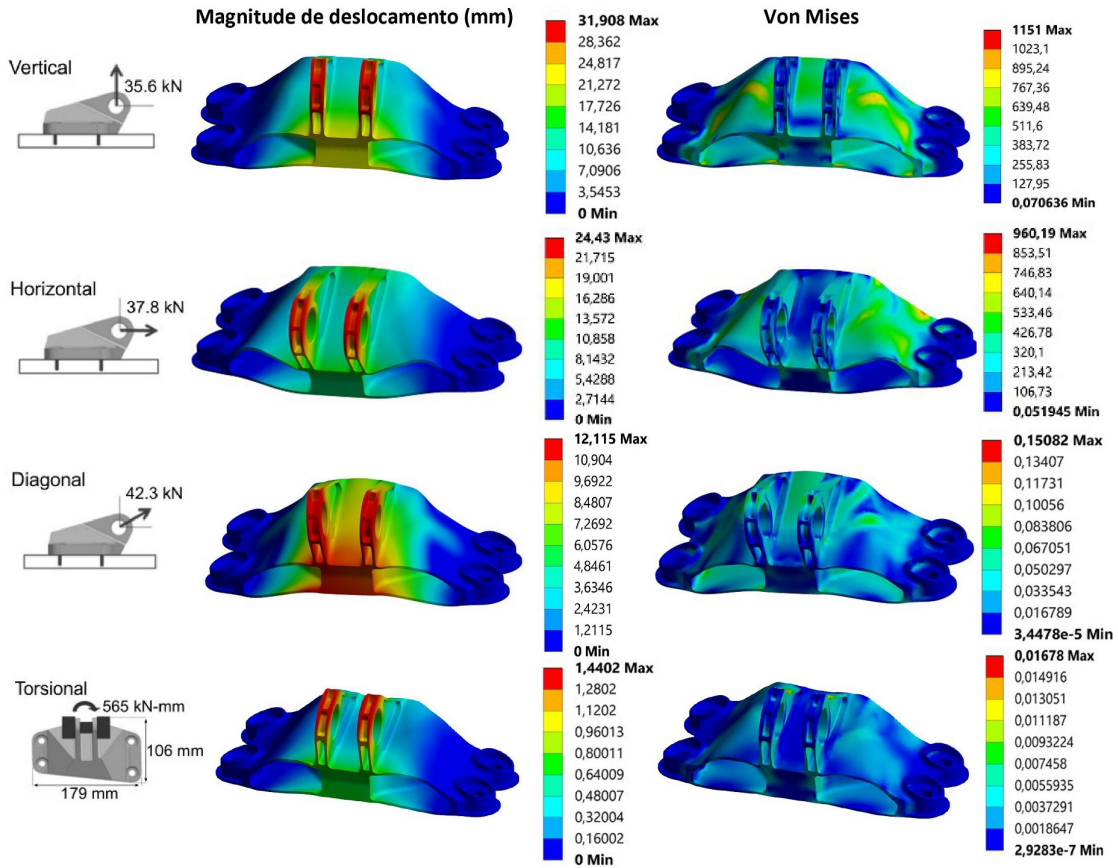 Magnitude de deslocamento (mm)
Von Mises
Vertical
35.6 kN
31,908 Max
28,362
24,817
21,272
17,726
14,181
10,636
7,0906
3,5453
0 Min
1151 Max
1023,1
895,24
767,36
639,48
511,6
383,72
255,83
127,95
0,070636 Min
Horizontal
37.8 kN
24,43 Max
21,715
19,001
16,286
13,572
10,858
8,1432
5,4288
2,7144
0 Min
960,19 Max
853,51
746,83
640,14
533,46
426,78
320,1
213,42
106,73
0,051945 Min
Diagonal
42.3 kN
12,115 Max
10,904
9,6922
8,4807
7,2692
6,0576
4,8461
3,6346
2,4231
1,2115
0 Min
0,15082 Max
0,13407
0,11731
0,10056
0,083806
0,067051
0,050297
0,033543
0,016789
3,4478e-5 Min
Torsional
565 kN-mm
106 mm
179 mm
1,4402 Max
1,2802
1,1202
0,96013
0,80011
0,64009
0,48007
0,32004
0,16002
0 Min
0,01678 Max
0,014916
0,013051
0,011187
0,0093224
0,007458
0,0055935
0,0037291
0,0018647
2,9283e-7 Min